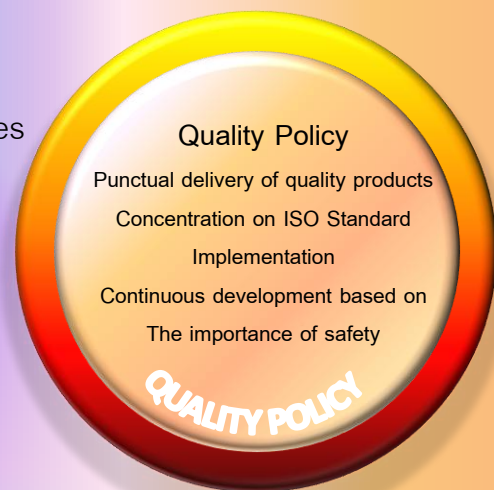 es
Quality Policy
Punctual delivery of quality products
Concentration on ISO Standard
Implementation
Continuous development based on
The importance of safety
QUALITY POLICY